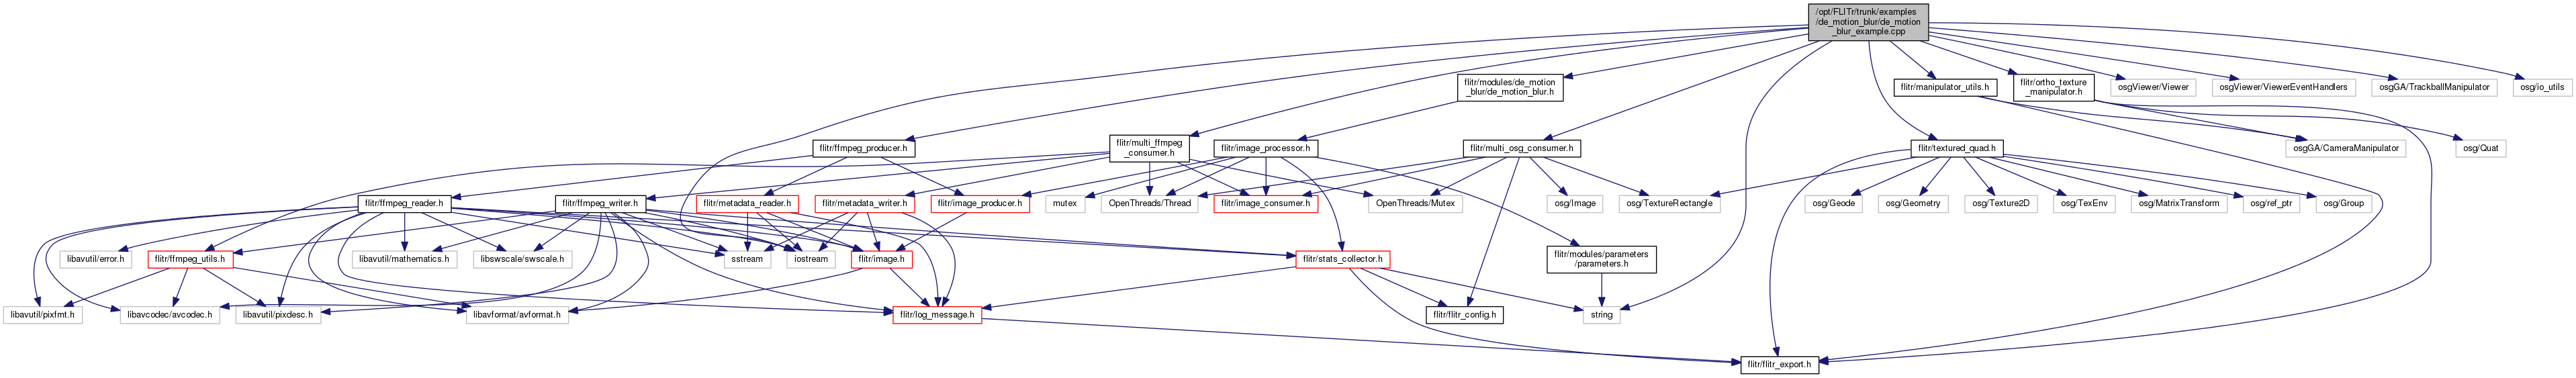 /opt/FLITr/trunk/examples
/de_motion_blur/de_motion
_blur_example.cpp
flitr/modules/de_motion
_blur/de_motion_blur.h
flitr/manipulator_utils.h
flitr/ortho_texture
_manipulator.h
osgViewer/Viewer
osgViewer/ViewerEventHandlers
osgGA/TrackballManipulator
osg/io_utils
flitr/ffmpeg_producer.h
flitr/multi_ffmpeg
_consumer.h
flitr/image_processor.h
flitr/multi_osg_consumer.h
flitr/textured_quad.h
osgGA/CameraManipulator
osg/Quat
flitr/ffmpeg_reader.h
flitr/ffmpeg_writer.h
flitr/metadata_reader.h
flitr/metadata_writer.h
flitr/image_producer.h
mutex
OpenThreads/Thread
flitr/image_consumer.h
OpenThreads/Mutex
osg/Image
osg/TextureRectangle
osg/Geode
osg/Geometry
osg/Texture2D
osg/TexEnv
osg/MatrixTransform
osg/ref_ptr
osg/Group
libavutil/error.h
flitr/ffmpeg_utils.h
libavutil/mathematics.h
libswscale/swscale.h
sstream
iostream
flitr/image.h
flitr/stats_collector.h
flitr/modules/parameters
/parameters.h
libavutil/pixfmt.h
libavcodec/avcodec.h
libavutil/pixdesc.h
libavformat/avformat.h
flitr/log_message.h
flitr/flitr_config.h
string
flitr/flitr_export.h